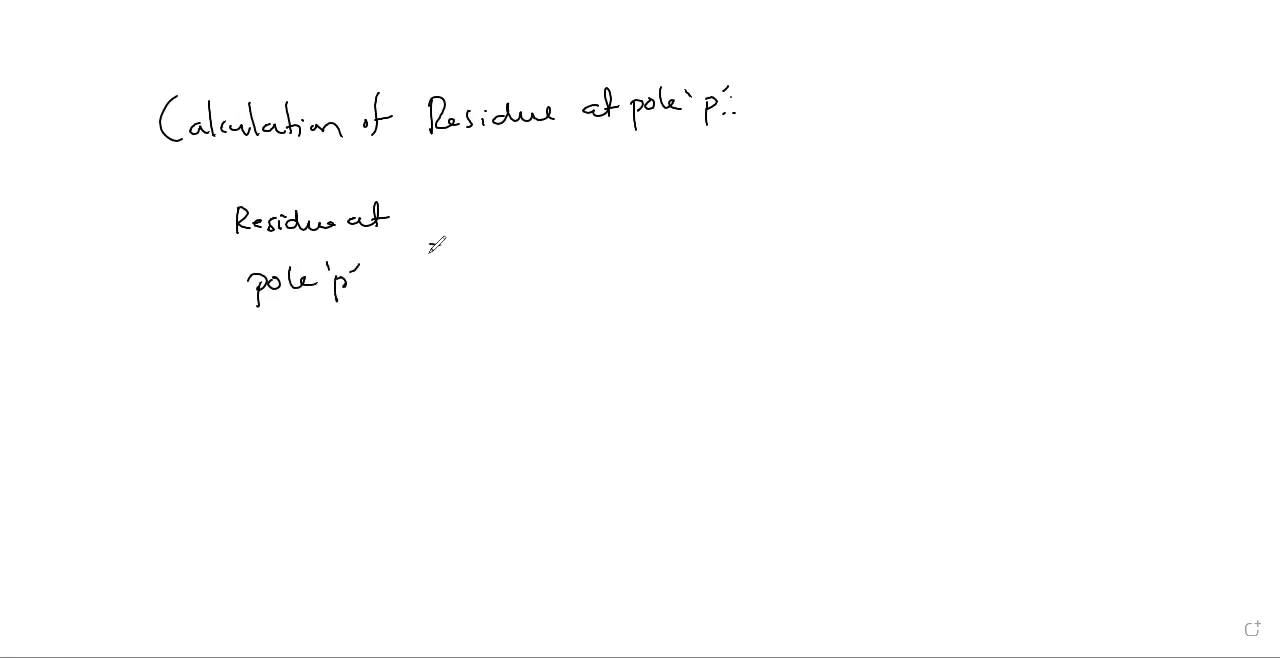 Calculation of Residue at pole 'p':
Residue at
pole 'p'